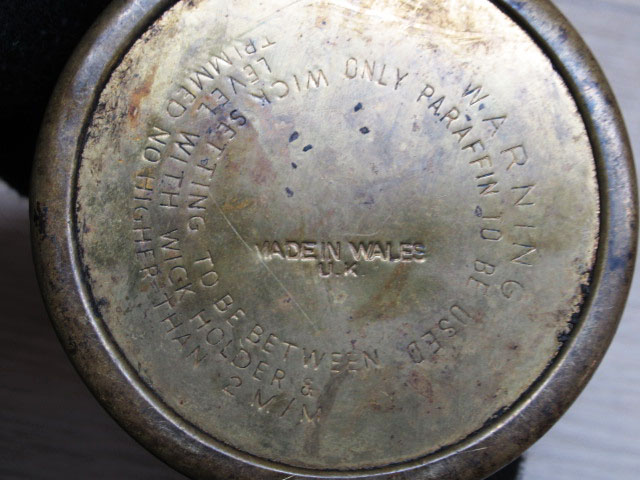 WARNING
ONLY PARAFFIN TO BE USED
WICK SETTING TO BE BETWEEN
LEVEL WITH WICK HOLDER &
TRIMMED NO HIGHER THAN 2 M/M
MADE IN WALES
U.K